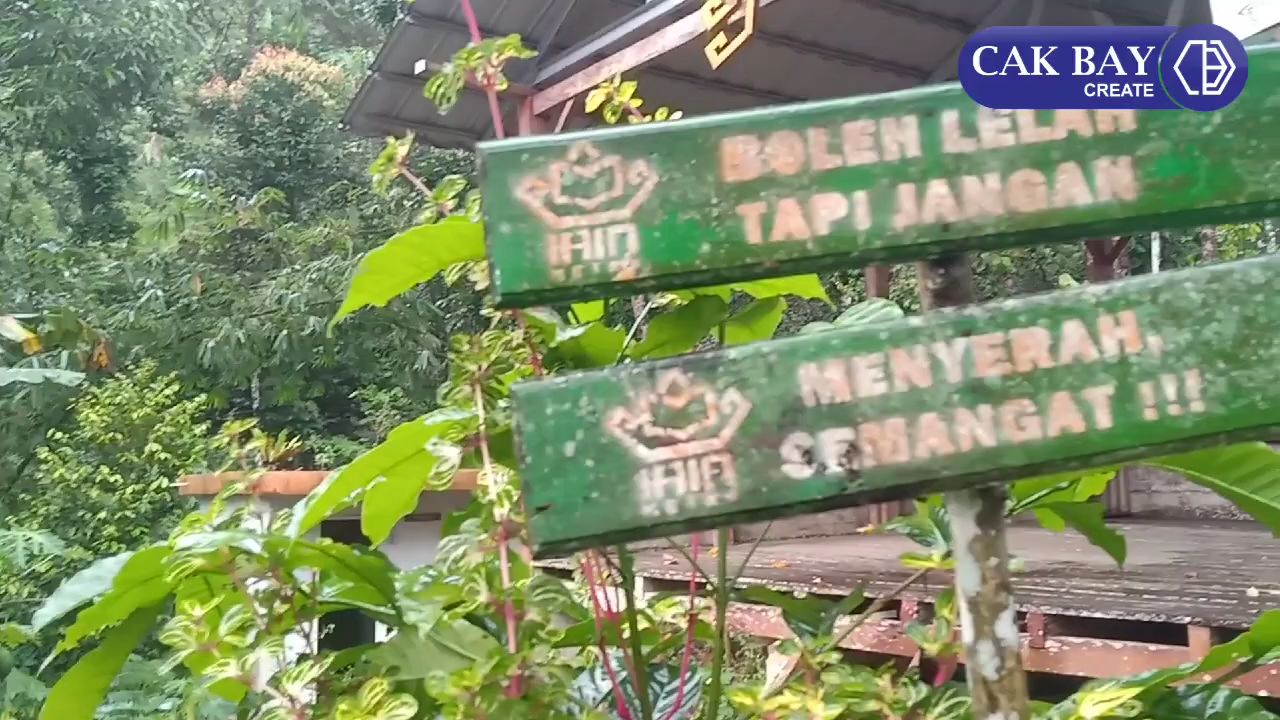 CAK BAY
CREATE
BOLEH LELAH
TAPI JANGAN
MENYERAH,
SEMANGAT !!!